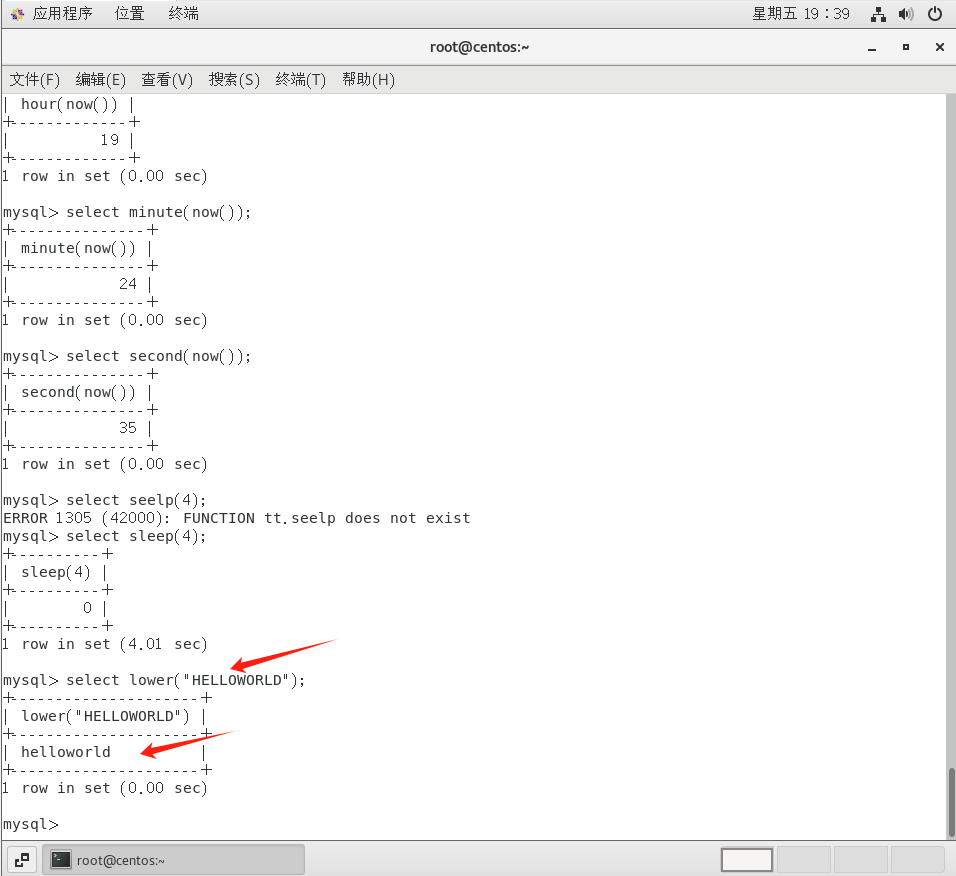 应用程序 位置 终端 星期五 19：39
root@centos:~
文件(F) 编辑(E) 查看(V) 搜索(S) 终端(T) 帮助(H)
| hour(now()) |
+-------------+
|          19 |
+-------------+
1 row in set (0.00 sec)

mysql> select minute(now());
+---------------+
| minute(now()) |
+---------------+
|            24 |
+---------------+
1 row in set (0.00 sec)

mysql> select second(now());
+---------------+
| second(now()) |
+---------------+
|            35 |
+---------------+
1 row in set (0.00 sec)

mysql> select seelp(4);
ERROR 1305 (42000): FUNCTION tt.seelp does not exist
mysql> select sleep(4);
+----------+
| sleep(4) |
+----------+
|        0 |
+----------+
1 row in set (4.01 sec)

mysql> select lower("HELLOWORLD");
+---------------------+
| lower("HELLOWORLD") |
+---------------------+
| helloworld          |
+---------------------+
1 row in set (0.00 sec)

mysql>
root@centos:~